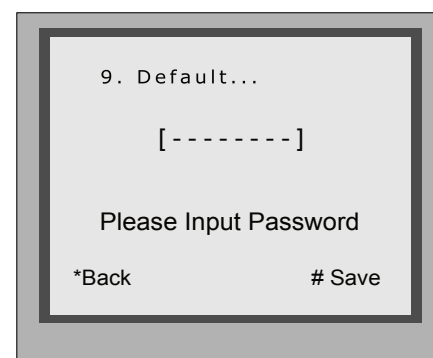 9. Default...
[--------]
Please Input Password
*Back # Save